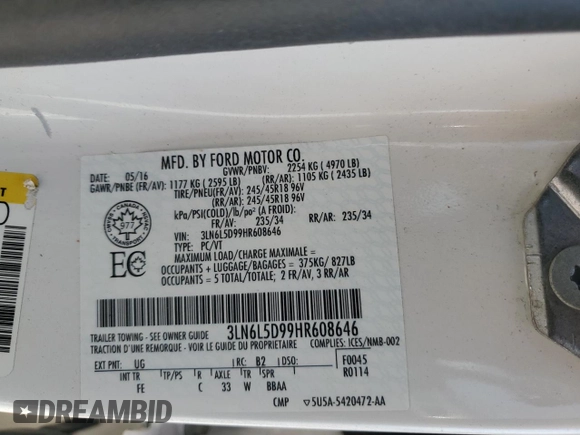 MFD. BY FORD MOTOR CO.
DATE: 05/16 GVWR/PNBV: 2254 KG ( 4970 LB)
GAWR/PNBE (FR/AV): 1177 KG ( 2595 LB) (RR/AR): 1105 KG ( 2435 LB)
TIRE/PNEU(FR/AV): 245/45R18 96V
(RR/AR): 245/45R18 96V
kPa/PSI(COLD)/lb/po² (A FROID):
FR/AV: 235/34 RR/AR: 235/34
VIN: 3LN6L5D99HR608646
TYPE: PC/VT
MAXIMUM LOAD/CHARGE MAXIMALE =
OCCUPANTS + LUGGAGE/BAGAGES = 375KG/ 827LB
OCCUPANTS = 5 TOTAL/TOTALE; 2 FR/AV, 3 RR/AR
CANADA
TRANSPORT
977
EC
3LN6L5D99HR608646
TRAILER TOWING - SEE OWNER GUIDE
TRACTION D'UNE REMORQUE - VOIR LE GUIDE DU PROPRIETAIRE
COMPLIES: ICES/NMB-002
EXT PNT: UG RC: B2 DSO: F0045
INT TR TP/PS R AXLE TR SPR R0114
FE C 33 W BBAA
CMP 5U5A-5420472-AA